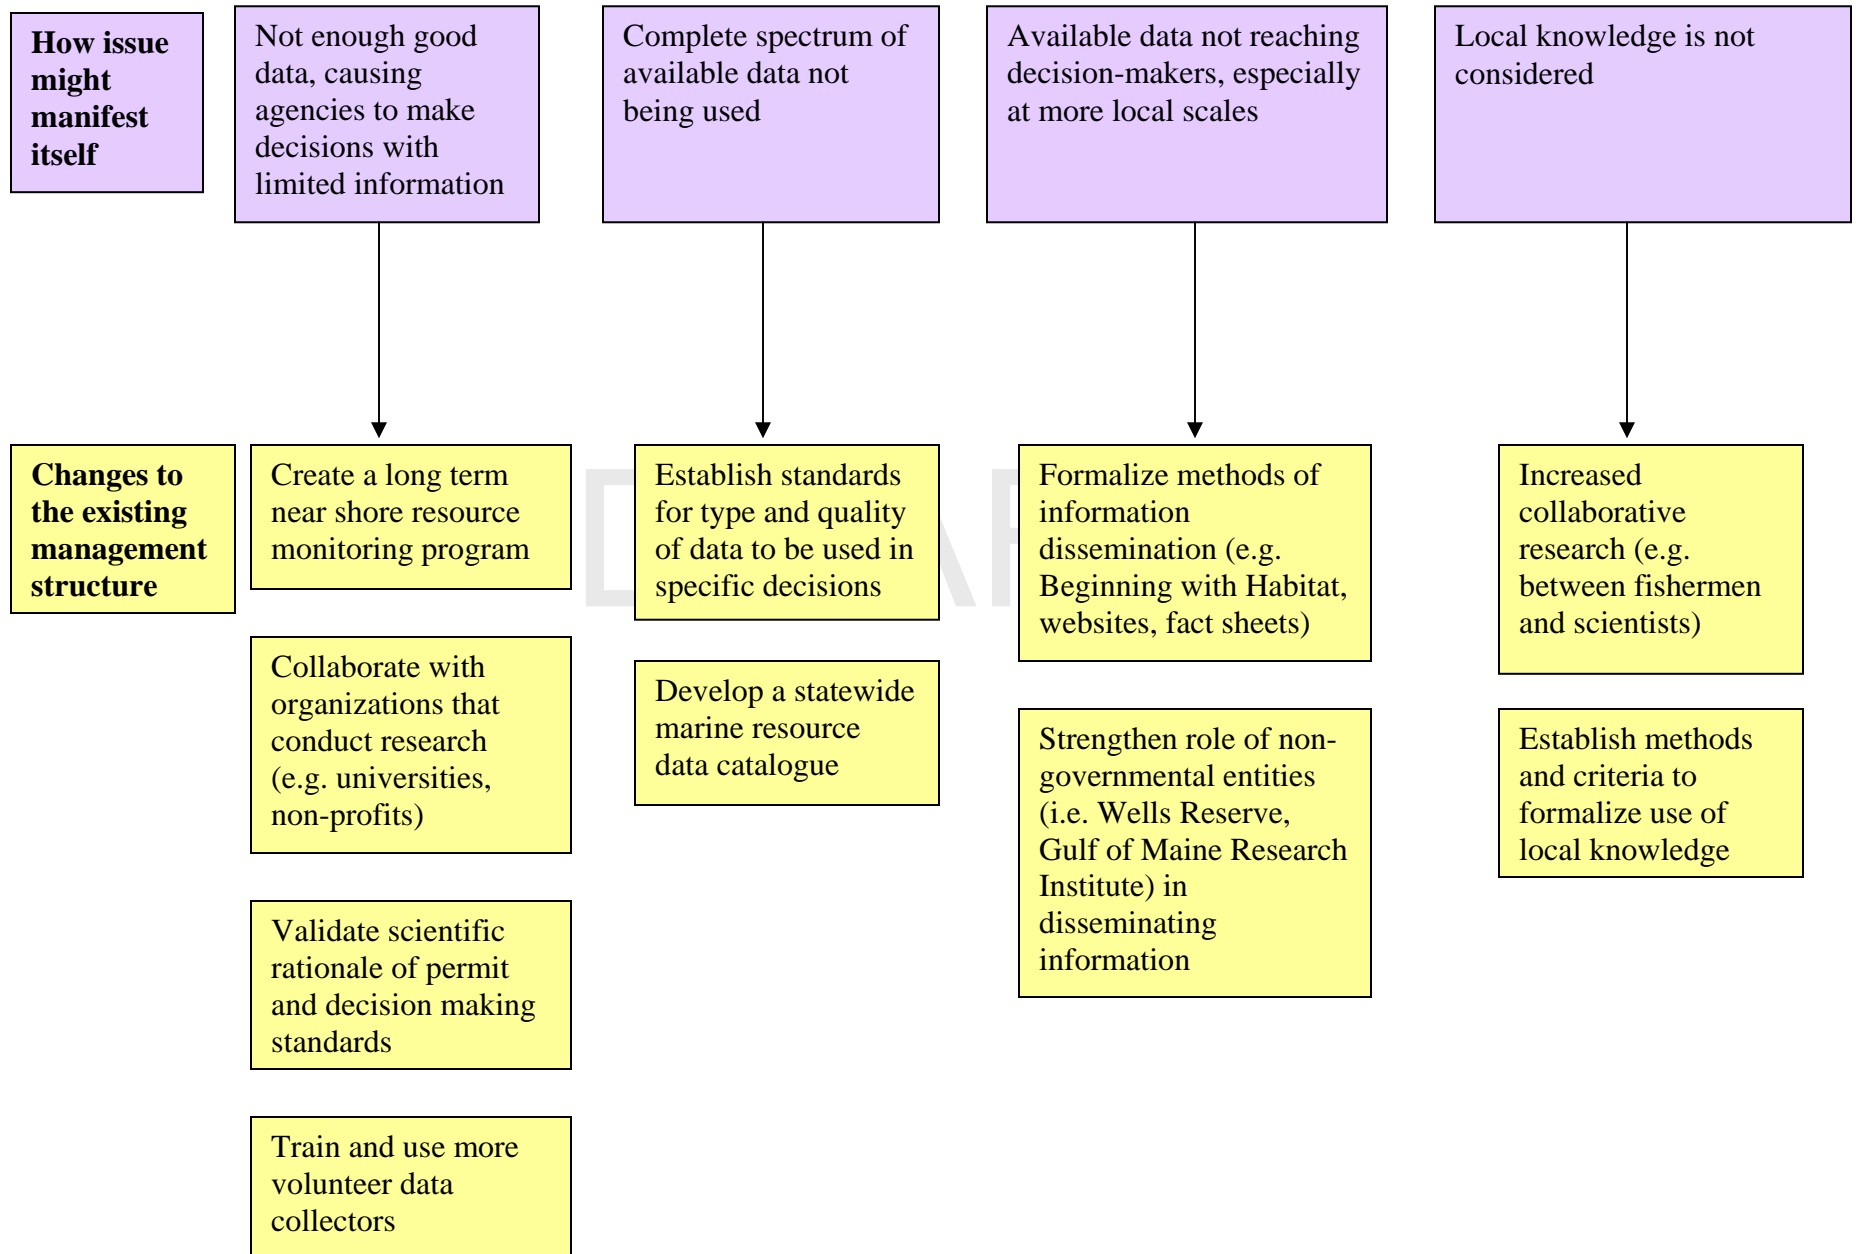 How issue
might
manifest
itself
Not enough good
data, causing
agencies to make
decisions with
limited information
Complete spectrum of
available data not
being used
Available data not reaching
decision-makers, especially
at more local scales
Local knowledge is not
considered
Changes to
the existing
management
structure
Create a long term
near shore resource
monitoring program
Collaborate with
organizations that
conduct research
(e.g. universities,
non-profits)
Validate scientific
rationale of permit
and decision making
standards
Train and use more
volunteer data
collectors
Establish standards
for type and quality
of data to be used in
specific decisions
Develop a statewide
marine resource
data catalogue
Formalize methods of
information
dissemination (e.g.
Beginning with Habitat,
websites, fact sheets)
Strengthen role of non-
governmental entities
(i.e. Wells Reserve,
Gulf of Maine Research
Institute) in
disseminating
information
Increased
collaborative
research (e.g.
between fishermen
and scientists)
Establish methods
and criteria to
formalize use of
local knowledge